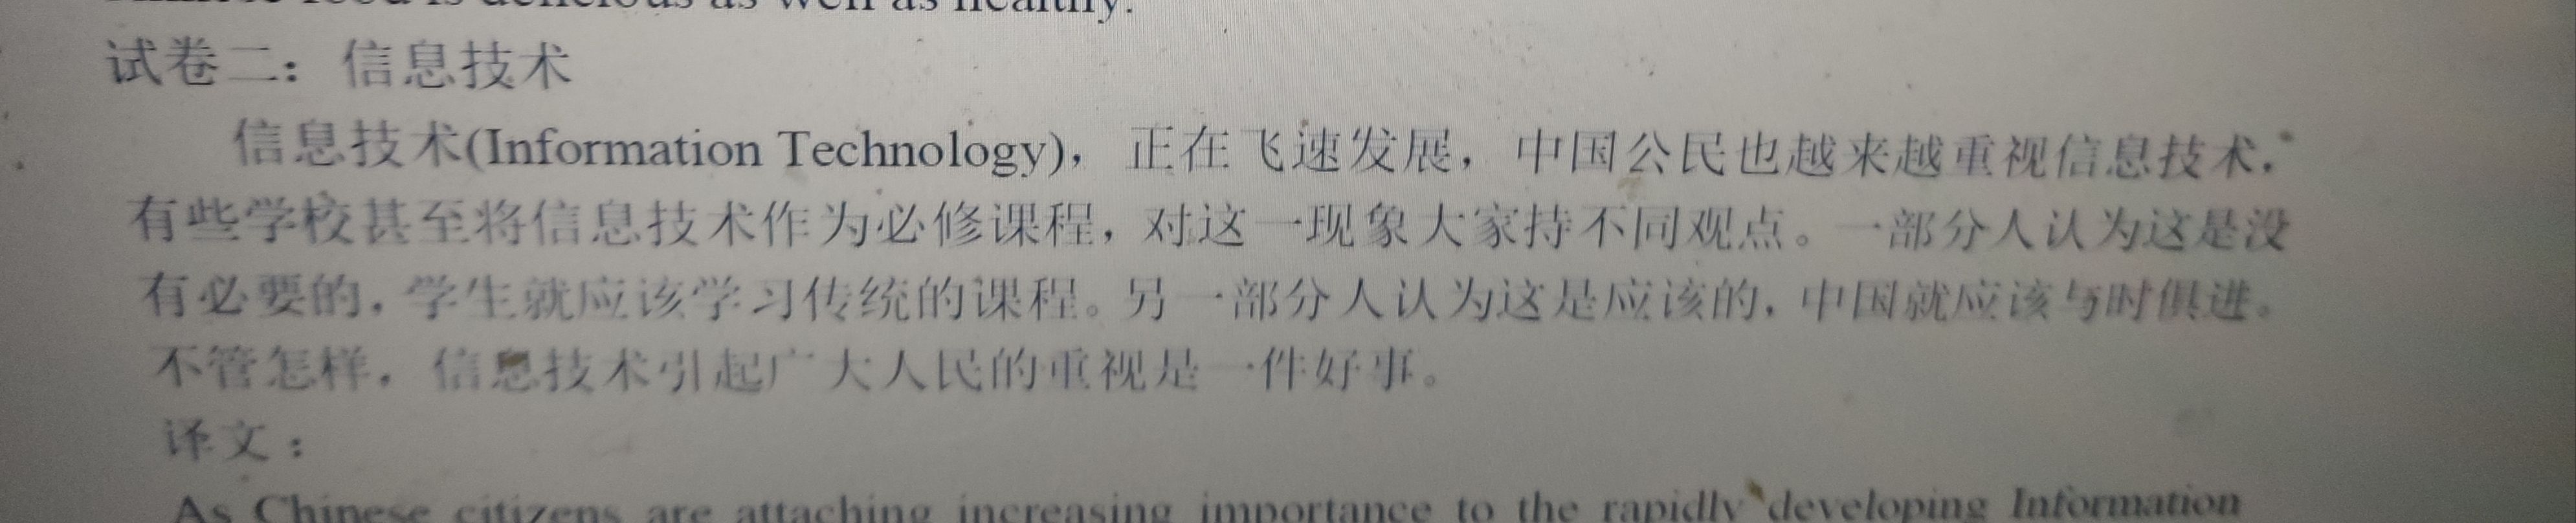 Chinese food is delicious as well as healthy.
试卷二：信息技术
信息技术(Information Technology)，正在飞速发展，中国公民也越来越重视信息技术，
有些学校甚至将信息技术作为必修课程，对这一现象大家持不同观点。一部分人认为这是没
有必要的，学生就应该学习传统的课程。另一部分人认为这是应该的，中国就应该与时俱进。
不管怎样，信息技术引起广大人民的重视是一件好事。
译文：
As Chinese citizens are attaching increasing importance to the rapidly developing Information